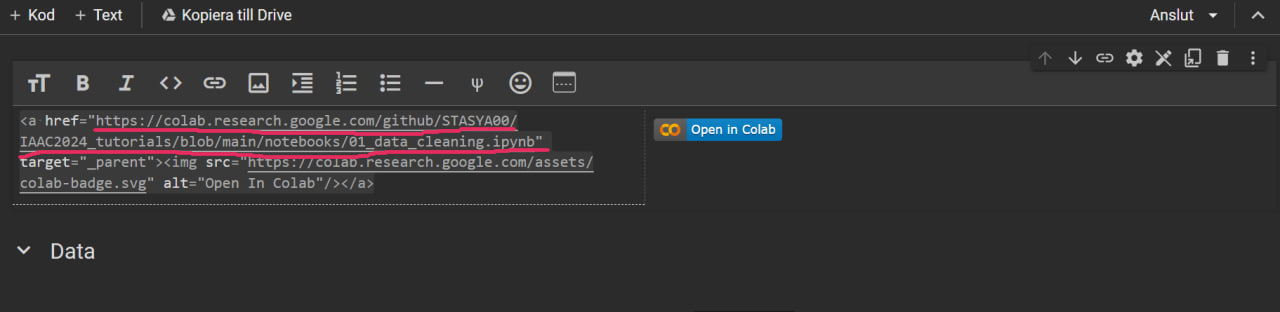 + Kod + Text Kopiera till Drive Anslut
<a href="https://colab.research.google.com/github/STASYA00/
IAAC2024_tutorials/blob/main/notebooks/01_data_cleaning.ipynb"
target="_parent"><img src="https://colab.research.google.com/assets/
colab-badge.svg" alt="Open In Colab"/></a>
Open in Colab
Data